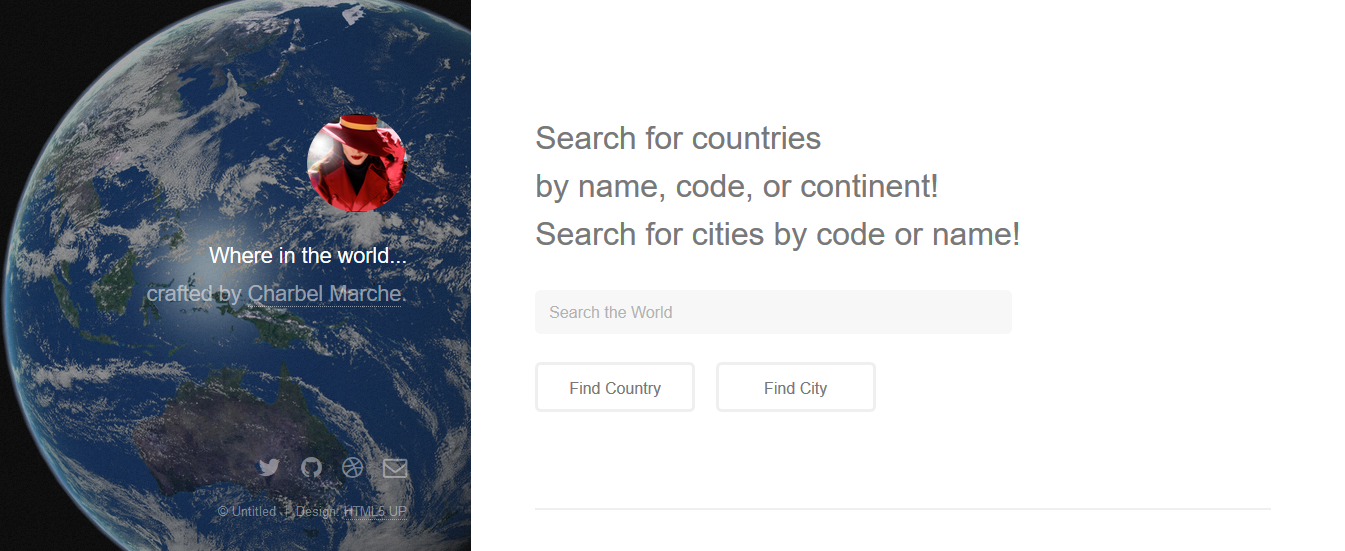 Where in the world...
crafted by Charbel Marche.
© Untitled | Design: HTML5 UP
Search for countries
by name, code, or continent!
Search for cities by code or name!
Search the World
Find Country
Find City